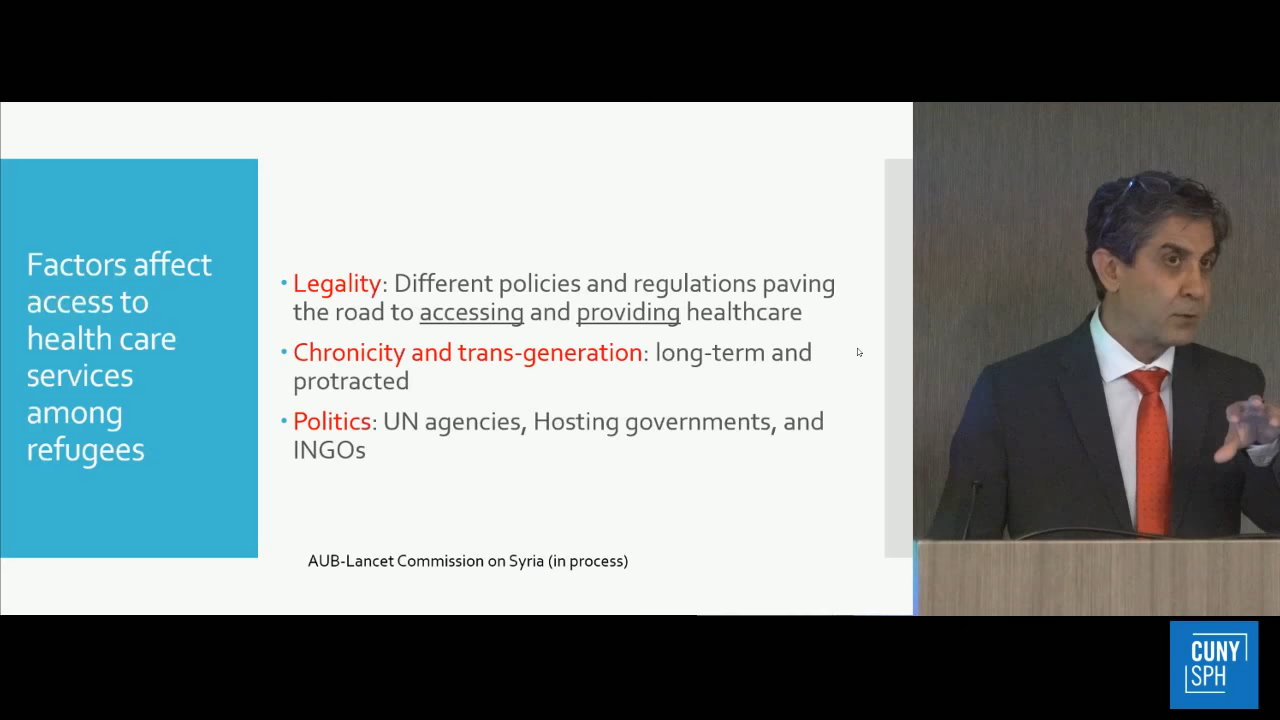 Factors affect
access to
health care
services
among
refugees
• Legality: Different policies and regulations paving
the road to accessing and providing healthcare
• Chronicity and trans-generation: long-term and
protracted
• Politics: UN agencies, Hosting governments, and
INGOs
AUB-Lancet Commission on Syria (in process)
CUNY
SPH